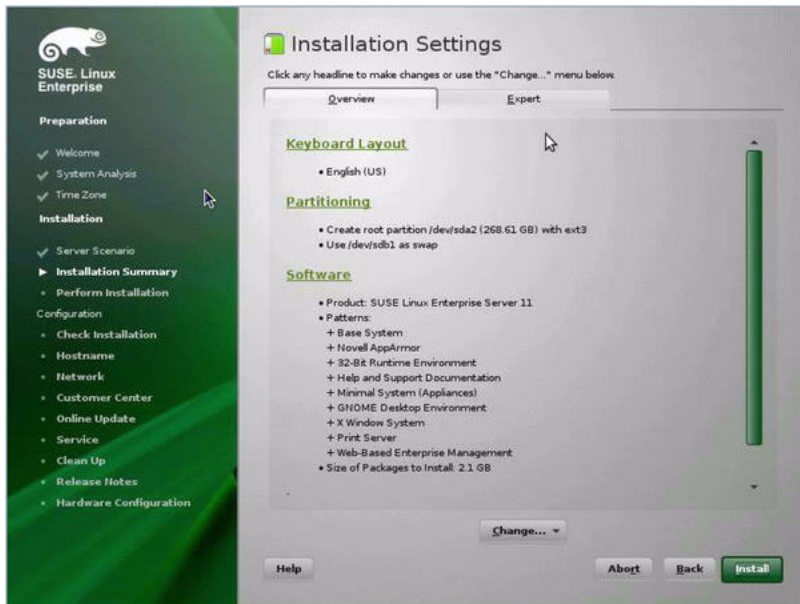 SUSE. Linux
Enterprise
Preparation
Welcome
System Analysis
Time Zone
Installation
Server Scenario
Installation Summary
Perform Installation
Configuration
Check Installation
Hostname
Network
Customer Center
Online Update
Service
Clean Up
Release Notes
Hardware Configuration
Installation Settings
Click any headline to make changes or use the "Change..." menu below.
Overview
Expert
Keyboard Layout
• English (US)
Partitioning
• Create root partition /dev/sda2 (268.61 GB) with ext3
• Use /dev/sdb1 as swap
Software
• Product: SUSE Linux Enterprise Server 11
• Patterns:
+ Base System
+ Novell AppArmor
+ 32-Bit Runtime Environment
+ Help and Support Documentation
+ Minimal System (Appliances)
+ GNOME Desktop Environment
+ X Window System
+ Print Server
+ Web-Based Enterprise Management
• Size of Packages to Install: 2.1 GB
Change...
Help
Abort
Back
Install